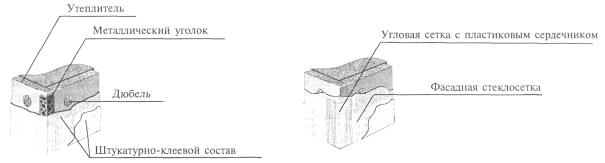 Утеплитель
Металлический уголок
Дюбель
Штукатурно-клеевой состав
Угловая сетка с пластиковым сердечником
Фасадная стеклосетка